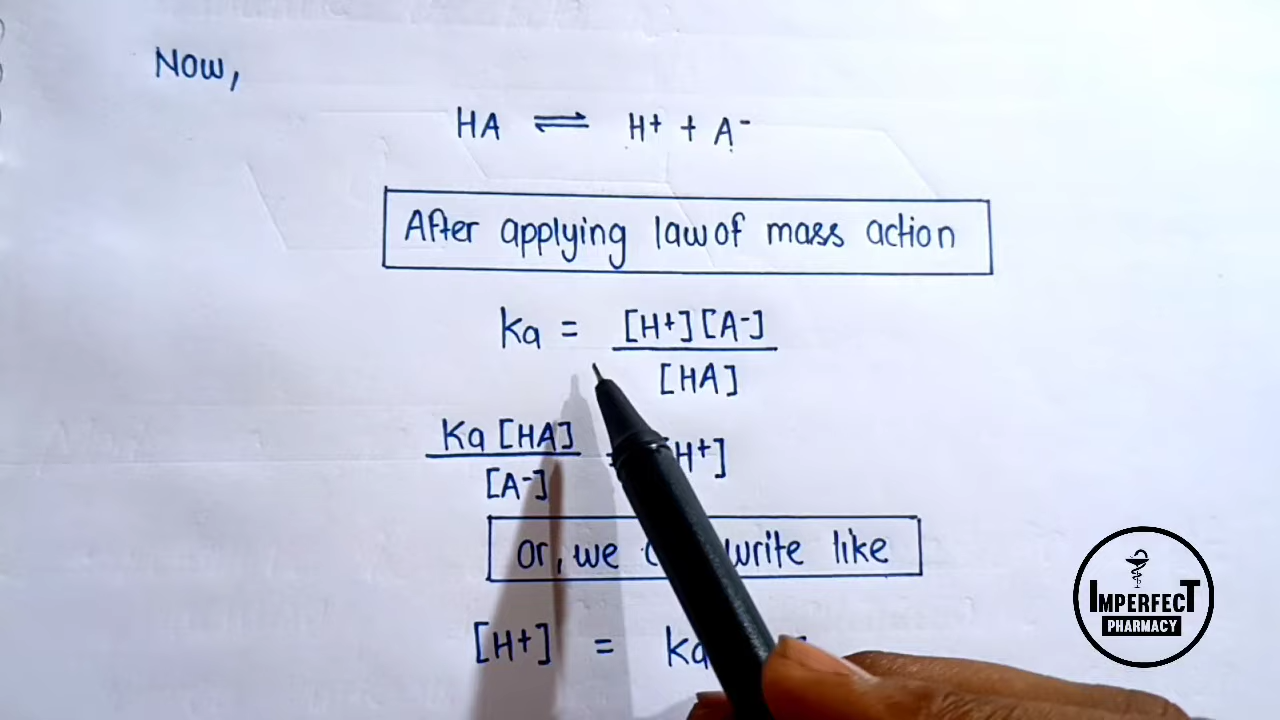 Now,
HA ⇌ H+ + A-
After applying law of mass action
Ka = [H+][A-]
[HA]
Ka [HA] = H+]
[A-]
Or, we write like
[H+] = Ka
IMPERFECT
PHARMACY